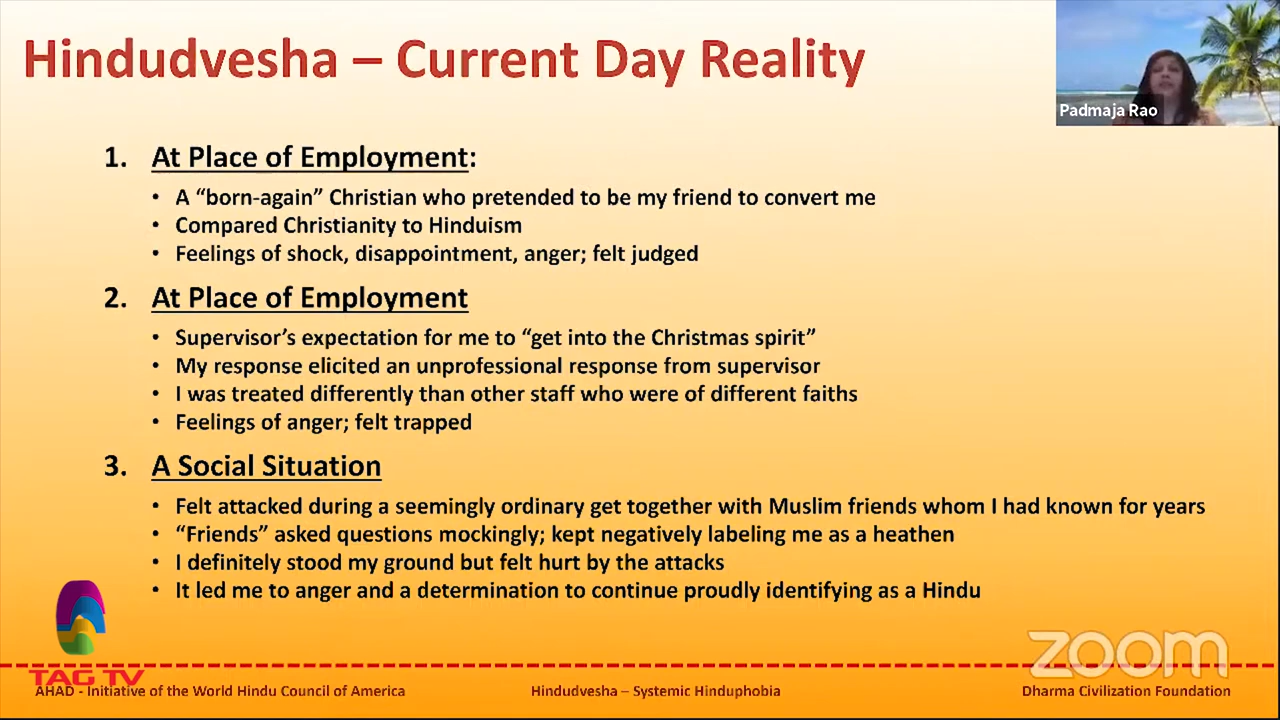 Hindudvesha – Current Day Reality
Padmaja Rao
1. At Place of Employment:
• A “born-again” Christian who pretended to be my friend to convert me
• Compared Christianity to Hinduism
• Feelings of shock, disappointment, anger; felt judged
2. At Place of Employment
• Supervisor’s expectation for me to “get into the Christmas spirit”
• My response elicited an unprofessional response from supervisor
• I was treated differently than other staff who were of different faiths
• Feelings of anger; felt trapped
3. A Social Situation
• Felt attacked during a seemingly ordinary get together with Muslim friends whom I had known for years
• “Friends” asked questions mockingly; kept negatively labeling me as a heathen
• I definitely stood my ground but felt hurt by the attacks
• It led me to anger and a determination to continue proudly identifying as a Hindu
zoom
TAG TV
AHAD - Initiative of the World Hindu Council of America
Hindudvesha – Systemic Hinduphobia
Dharma Civilization Foundation